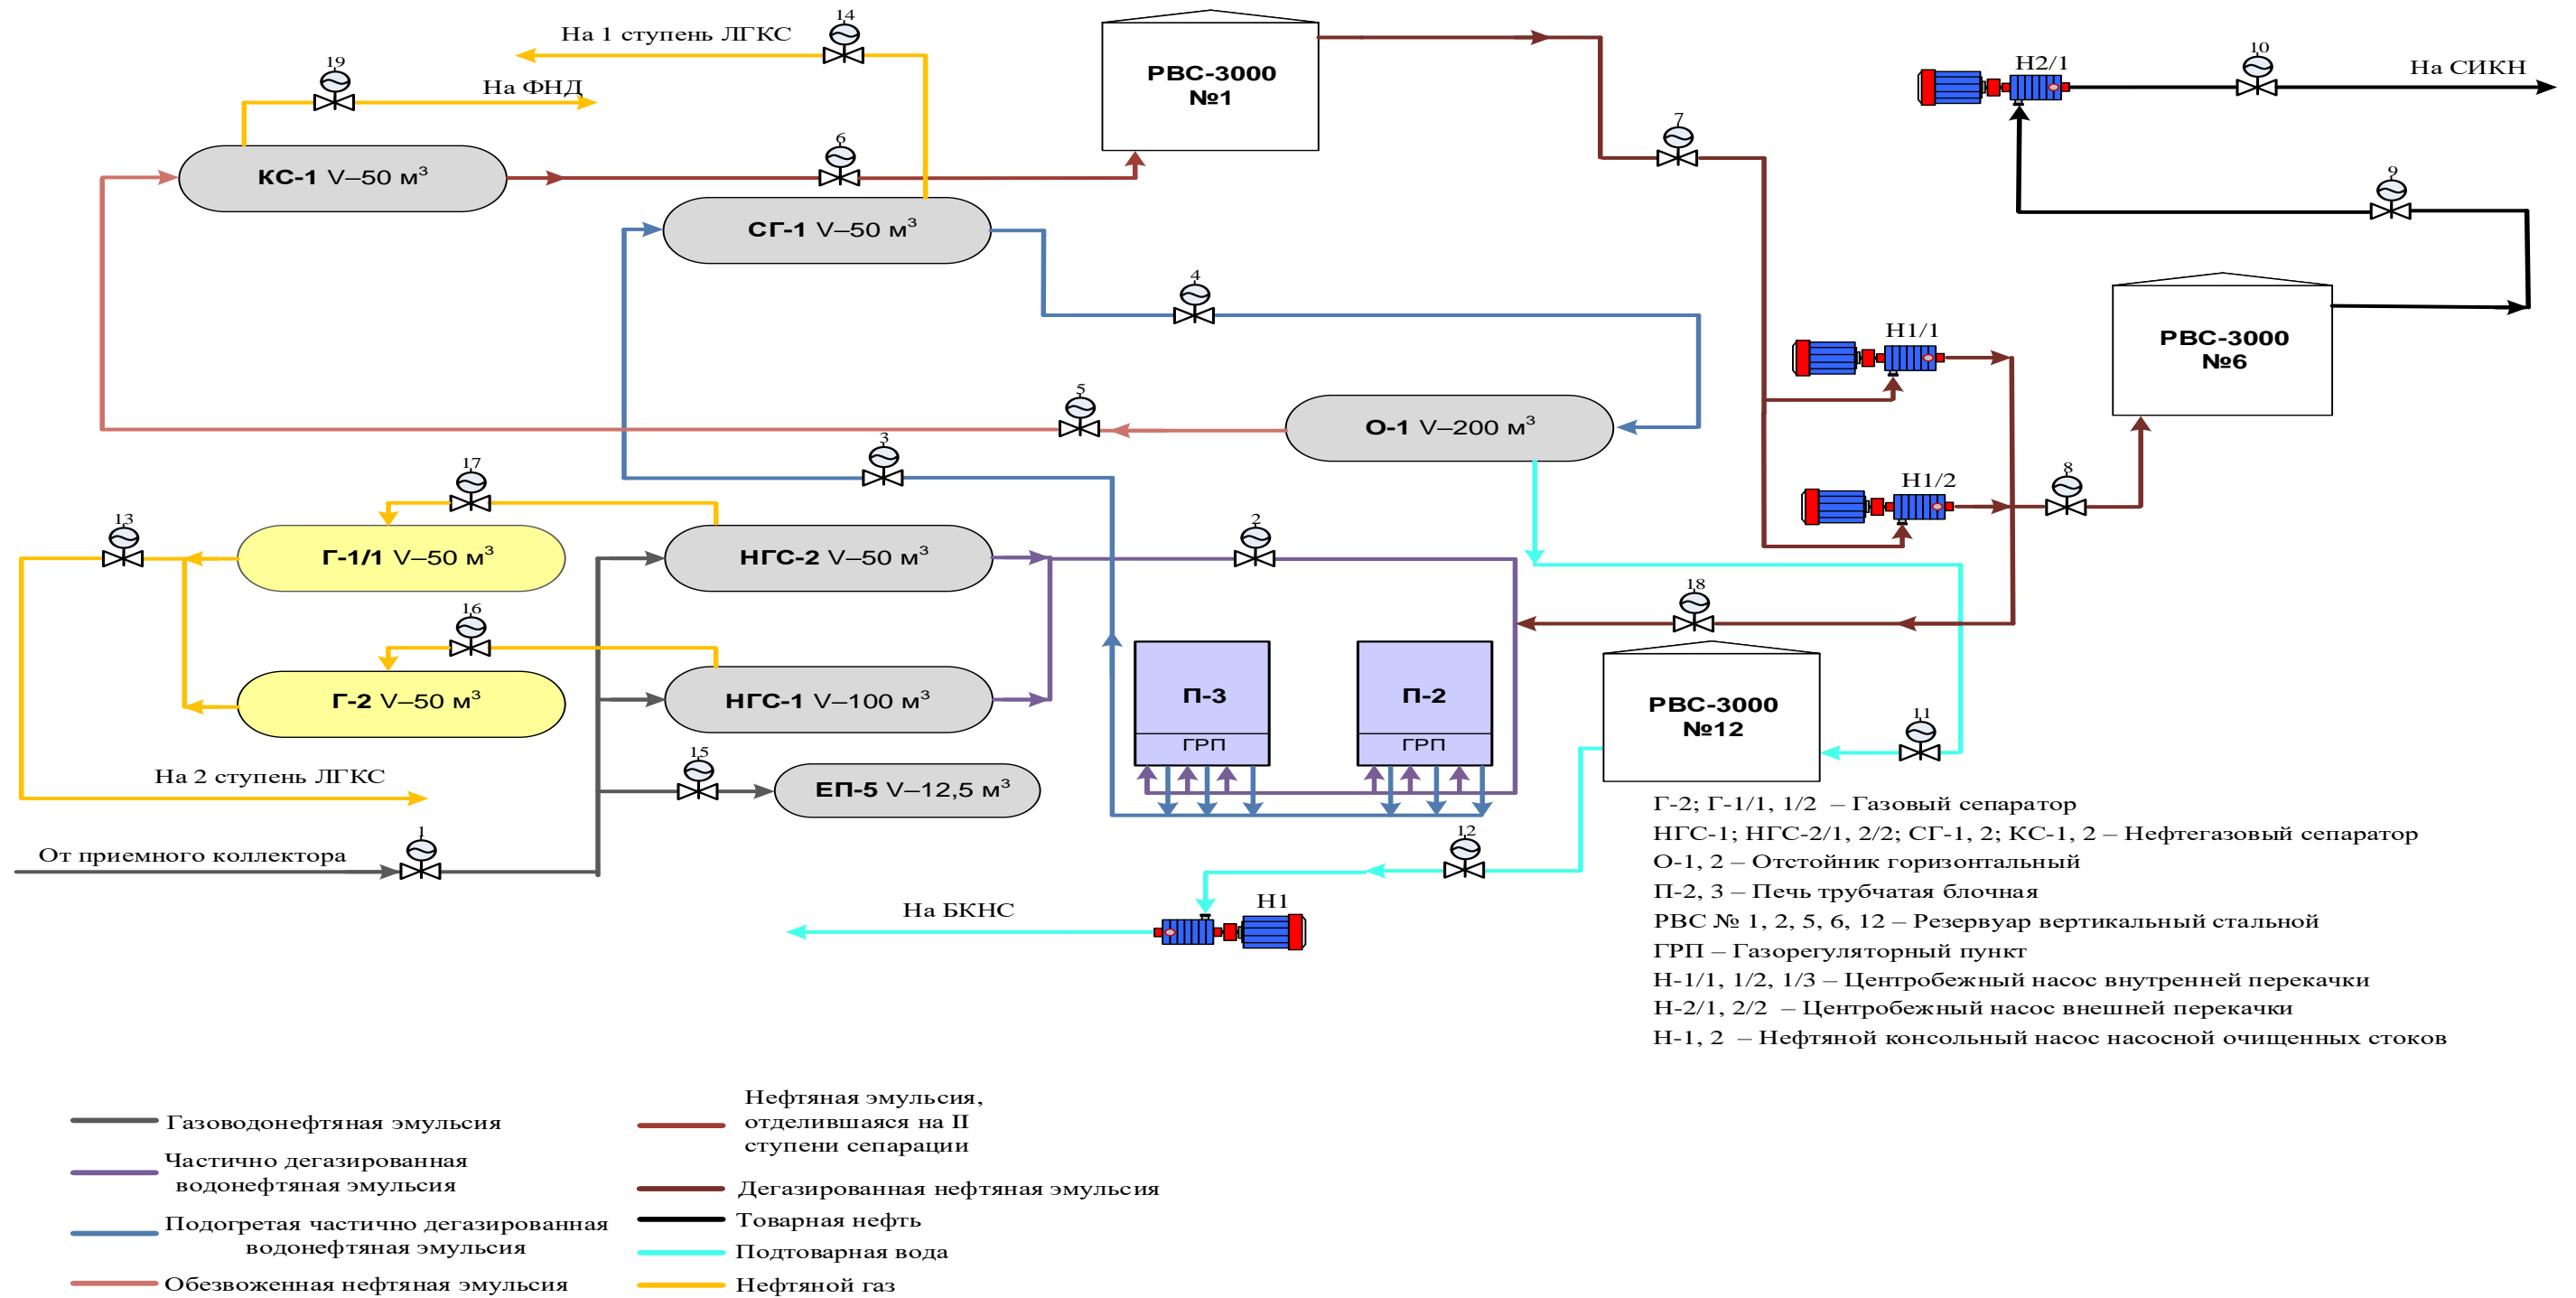 14
На 1 ступень ЛГКС
19
На ФНД
РВС-3000
№1
Н2/1
10
На СИКН
6
7
КС-1 V–50 м³
9
СГ-1 V–50 м³
4
Н1/1
РВС-3000
№6
5
О-1 V–200 м³
3
17
Н1/2
8
13
2
Г-1/1 V–50 м³
НГС-2 V–50 м³
18
16
Г-2 V–50 м³
НГС-1 V–100 м³
П-3
ГРП
П-2
ГРП
РВС-3000
№12
11
15
На 2 ступень ЛГКС
ЕП-5 V–12,5 м³
1
12
От приемного коллектора
На БКНС
Н1
Г-2; Г-1/1, 1/2 – Газовый сепаратор
НГС-1; НГС-2/1, 2/2; СГ-1, 2; КС-1, 2 – Нефтегазовый сепаратор
О-1, 2 – Отстойник горизонтальный
П-2, 3 – Печь трубчатая блочная
РВС № 1, 2, 5, 6, 12 – Резервуар вертикальный стальной
ГРП – Газорегуляторный пункт
Н-1/1, 1/2, 1/3 – Центробежный насос внутренней перекачки
Н-2/1, 2/2 – Центробежный насос внешней перекачки
Н-1, 2 – Нефтяной консольный насос насосной очищенных стоков
Газоводонефтяная эмульсия
Частично дегазированная
водонефтяная эмульсия
Подогретая частично дегазированная
водонефтяная эмульсия
Обезвоженная нефтяная эмульсия
Нефтяная эмульсия,
отделившаяся на II
ступени сепарации
Дегазированная нефтяная эмульсия
Товарная нефть
Подтоварная вода
Нефтяной газ